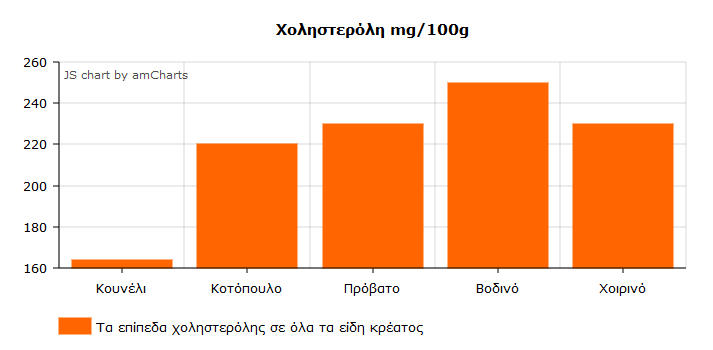 Χοληστερόλη mg/100g
JS chart by amCharts
260
240
220
200
180
160
Κουνέλι Κοτόπουλο Πρόβατο Βοδινό Χοιρινό
Τα επίπεδα χοληστερόλης σε όλα τα είδη κρέατος